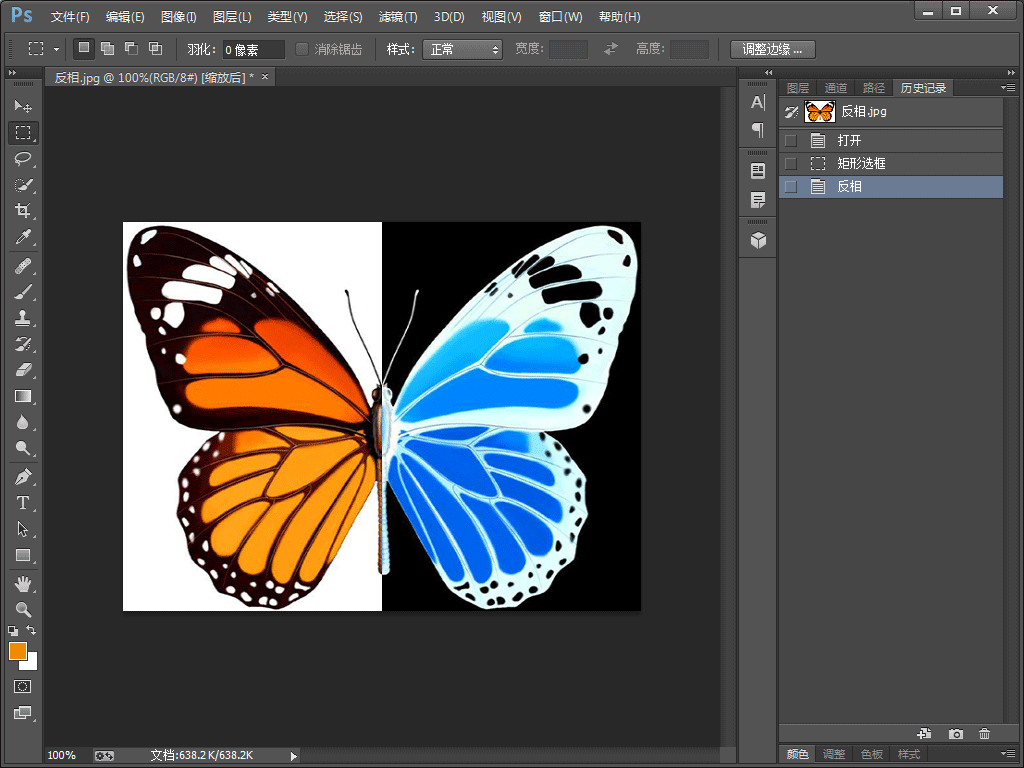 Ps 文件(F) 编辑(E) 图像(I) 图层(L) 类型(Y) 选择(S) 滤镜(T) 3D(D) 视图(V) 窗口(W) 帮助(H)
羽化: 0 像素 消除锯齿 样式: 正常 宽度: 高度: 调整边缘 ...
反相.jpg @ 100%(RGB/8#) [缩放后] * ×
图层 通道 路径 历史记录
反相.jpg
打开
矩形选框
反相
100% 文档:638.2K/638.2K
颜色 调整 色板 样式